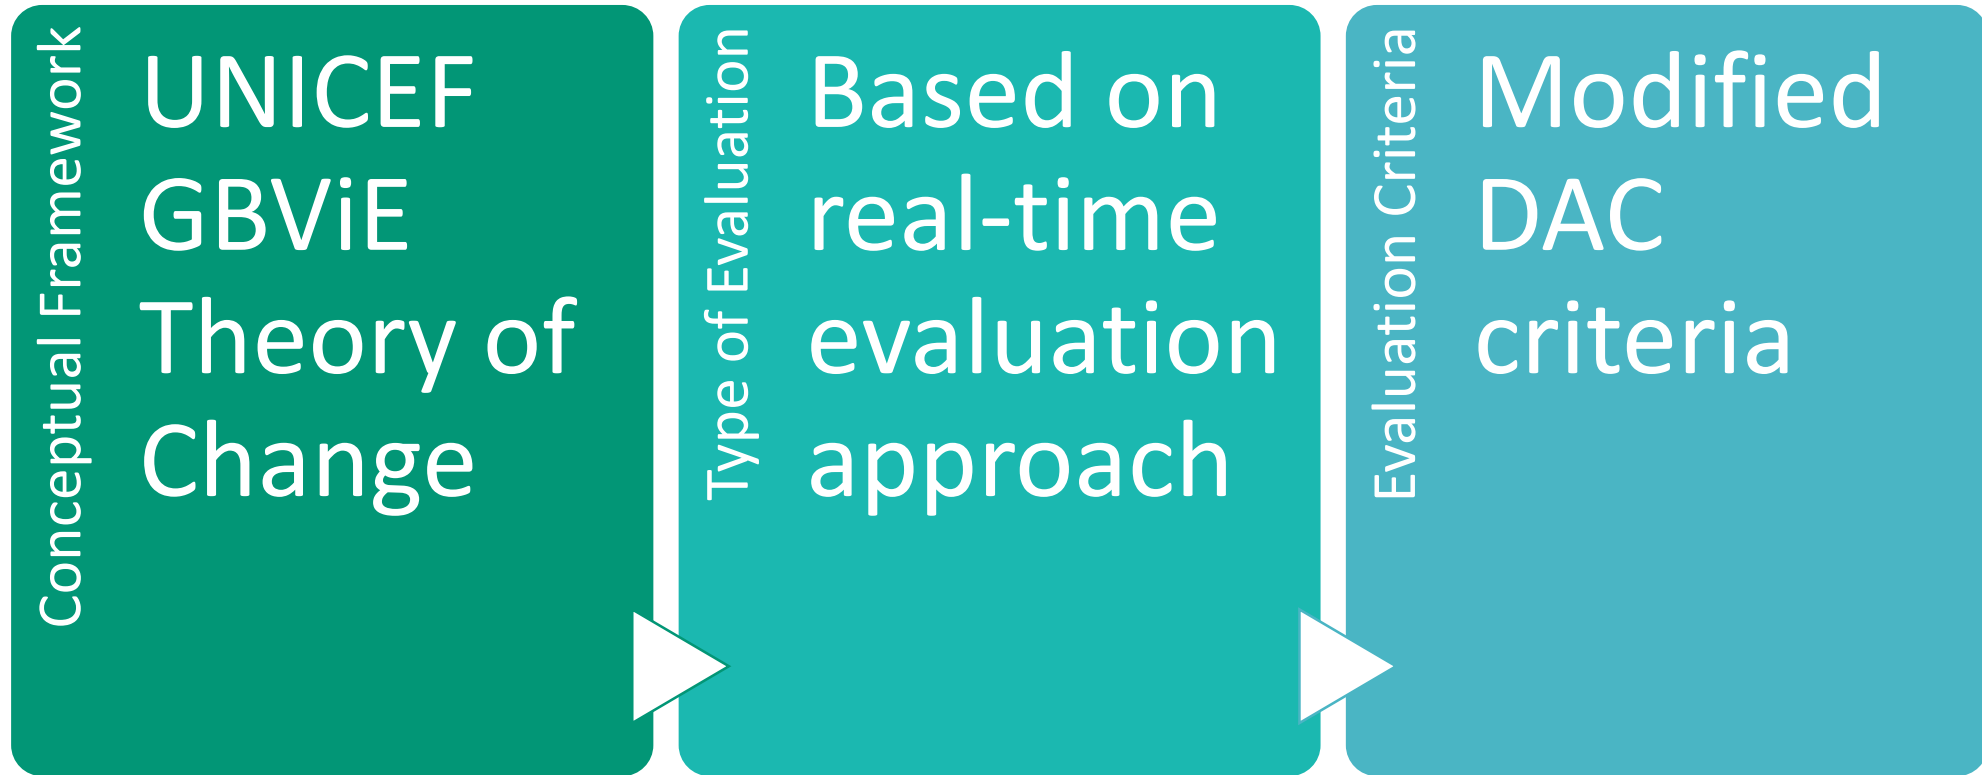 Conceptual Framework
UNICEF
GBViE
Theory of
Change
Type of Evaluation
Based on
real-time
evaluation
approach
Evaluation Criteria
Modified
DAC
criteria